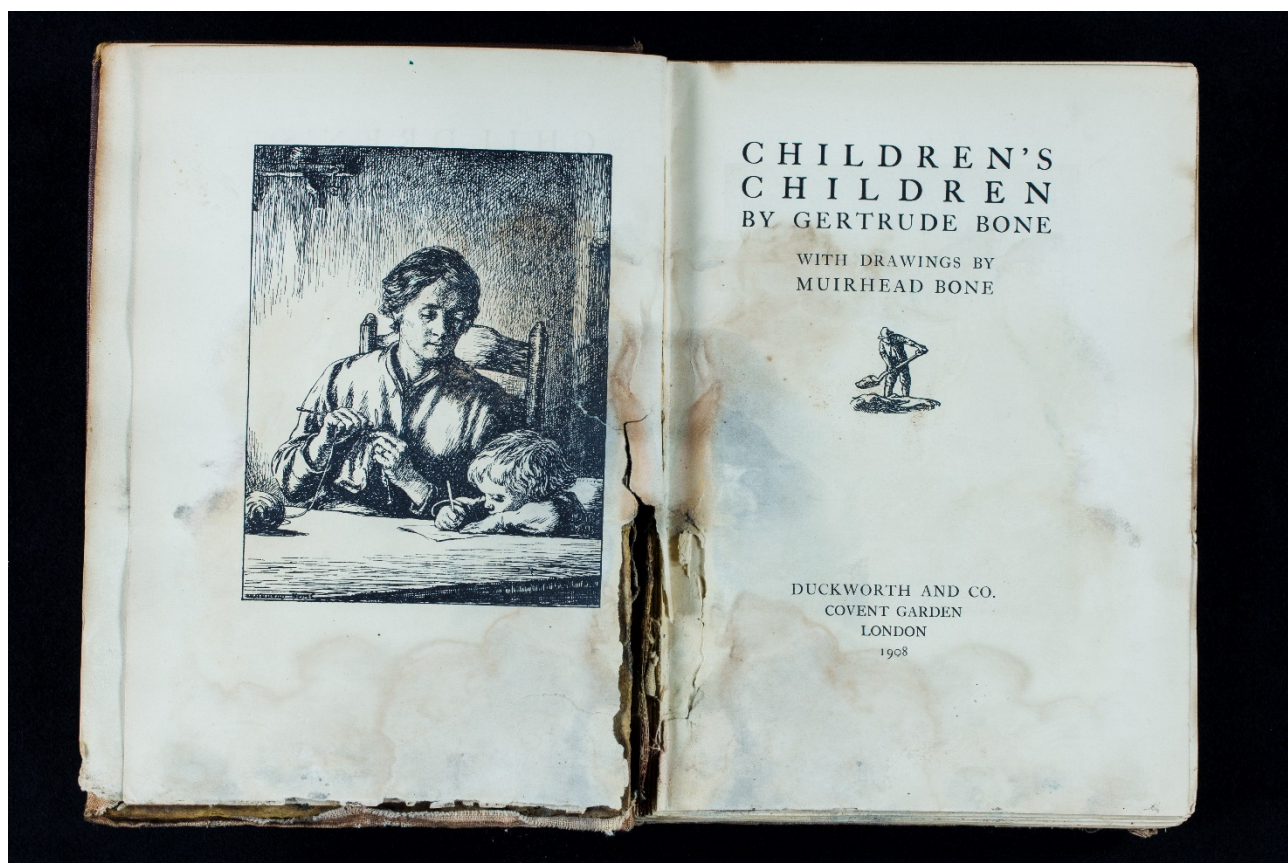 CHILDREN'S
CHILDREN
BY GERTRUDE BONE
WITH DRAWINGS BY
MUIRHEAD BONE
DUCKWORTH AND CO.
COVENT GARDEN
LONDON
1908